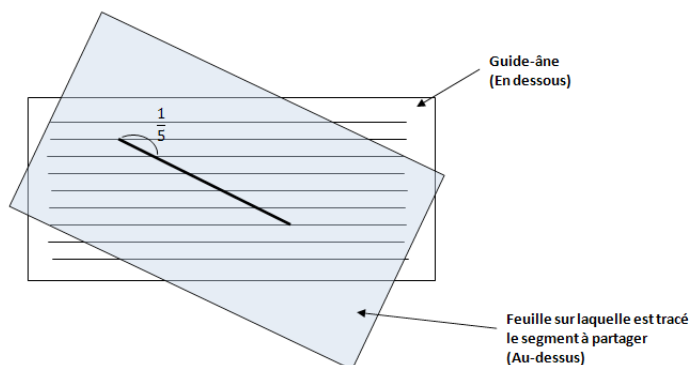 Guide-âne
(En dessous)
1
5
Feuille sur laquelle est tracé
le segment à partager
(Au-dessus)